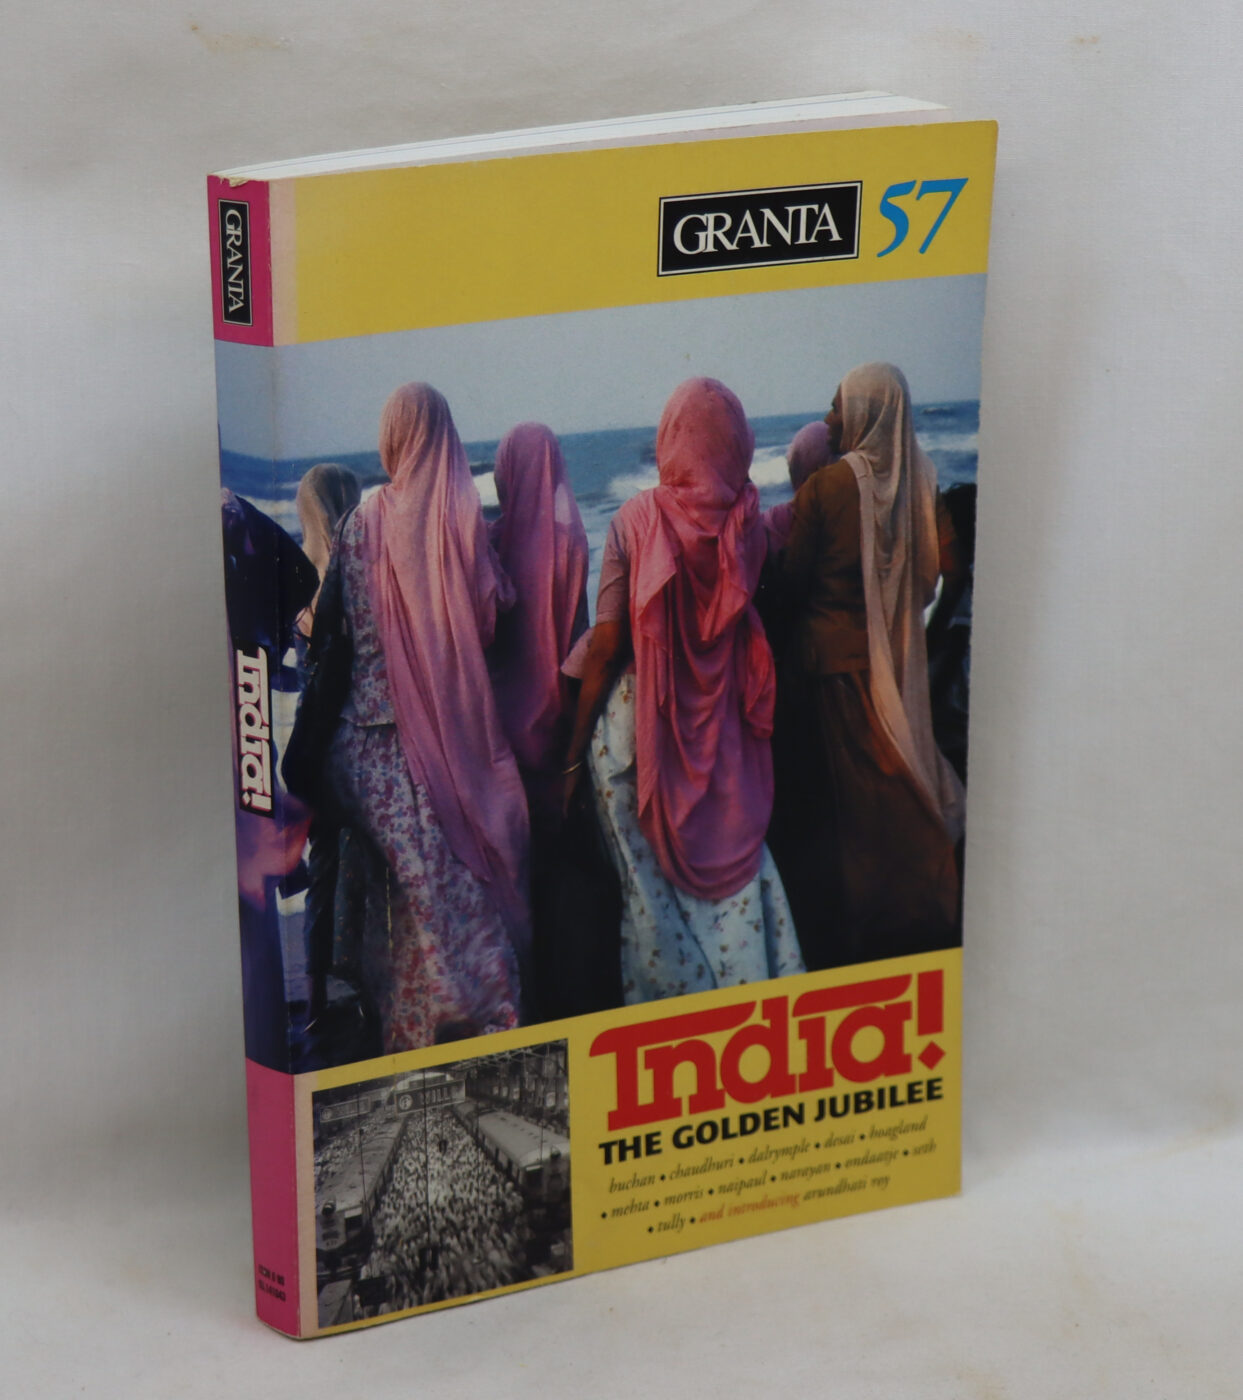 GRANTA
India!
GRANTA 57
India!
THE GOLDEN JUBILEE
buchan ◆ chaudhuri ◆ dalrymple ◆ desai ◆ hoagland
◆ mehta ◆ morris ◆ naipaul ◆ narayan ◆ ondaatje ◆ seth
◆ tully ◆ and introducing arundhati roy